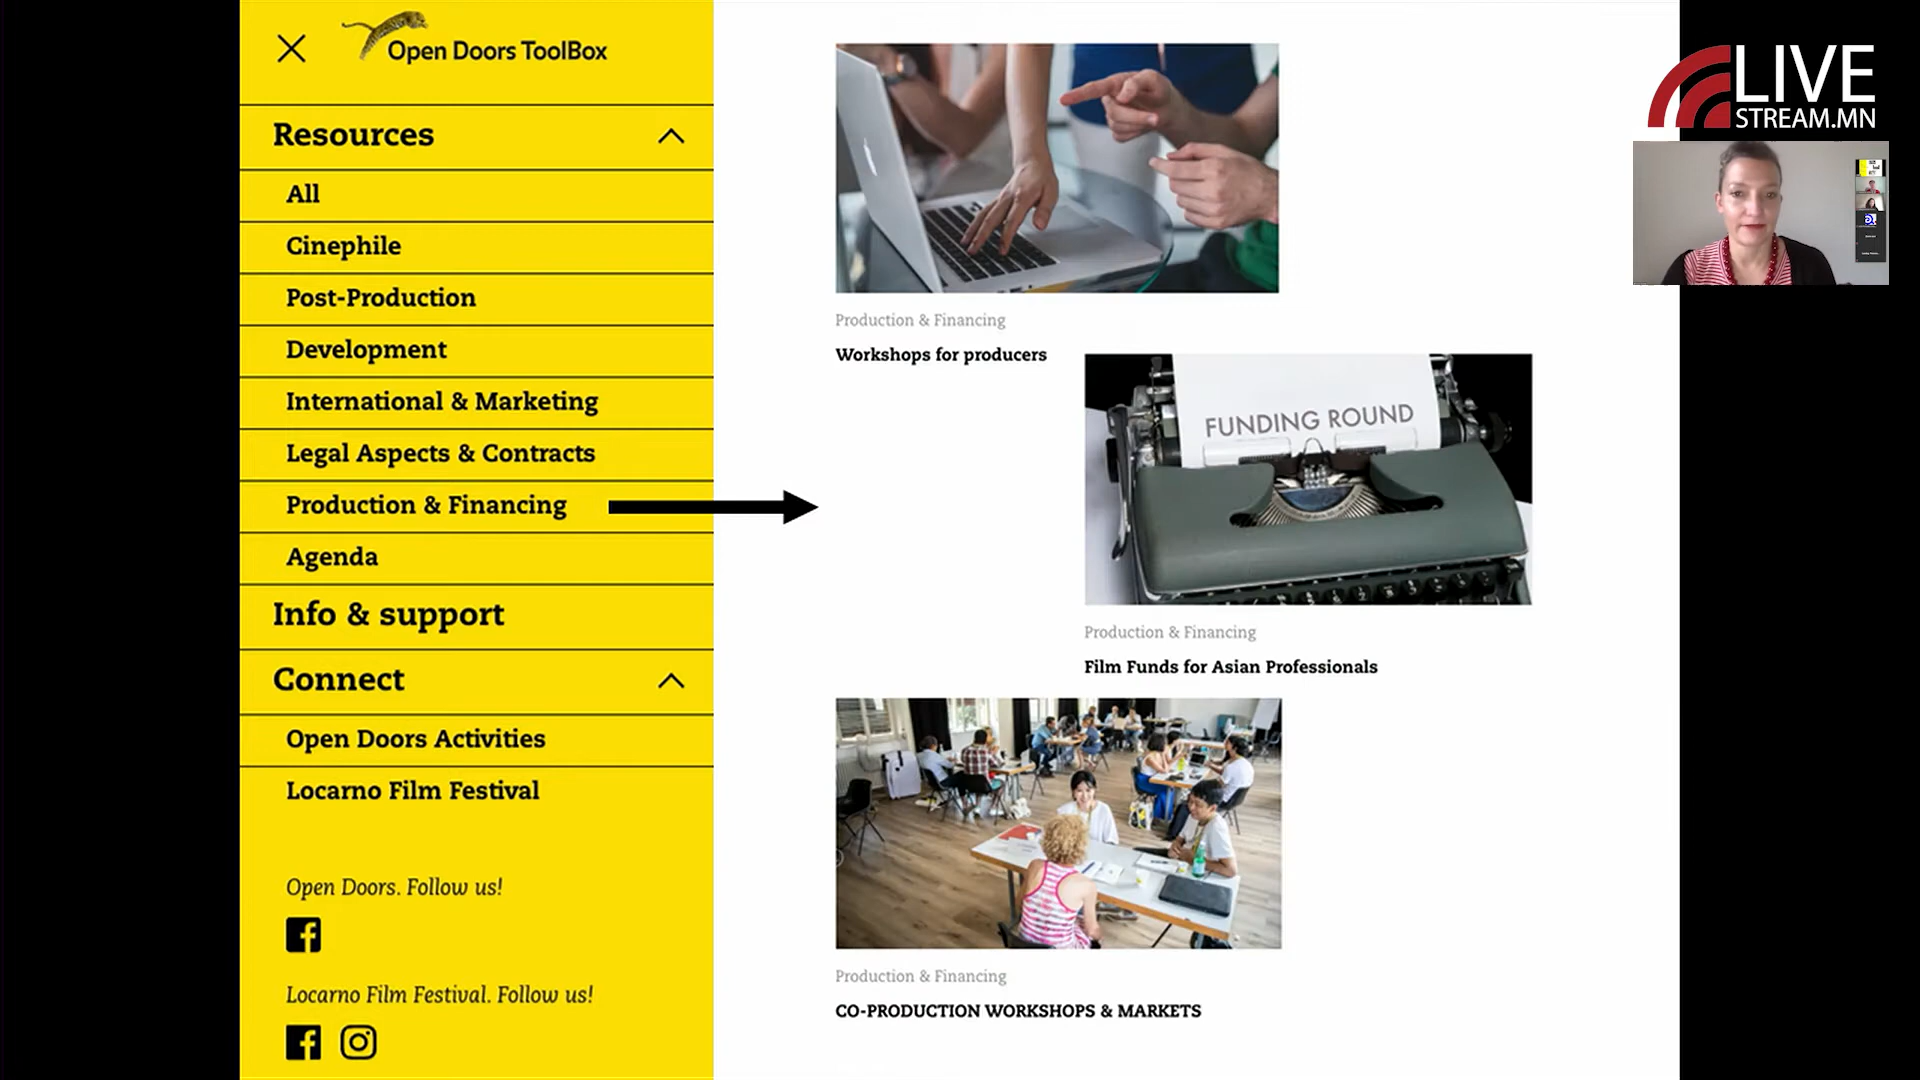 Open Doors ToolBox
Resources
All
Cinephile
Post-Production
Development
International & Marketing
Legal Aspects & Contracts
Production & Financing
Agenda
Info & support
Connect
Open Doors Activities
Locarno Film Festival
Open Doors. Follow us!
Locarno Film Festival. Follow us!
Production & Financing
Workshops for producers
FUNDING ROUND
Production & Financing
Film Funds for Asian Professionals
Production & Financing
CO-PRODUCTION WORKSHOPS & MARKETS
LIVE
STREAM.MN